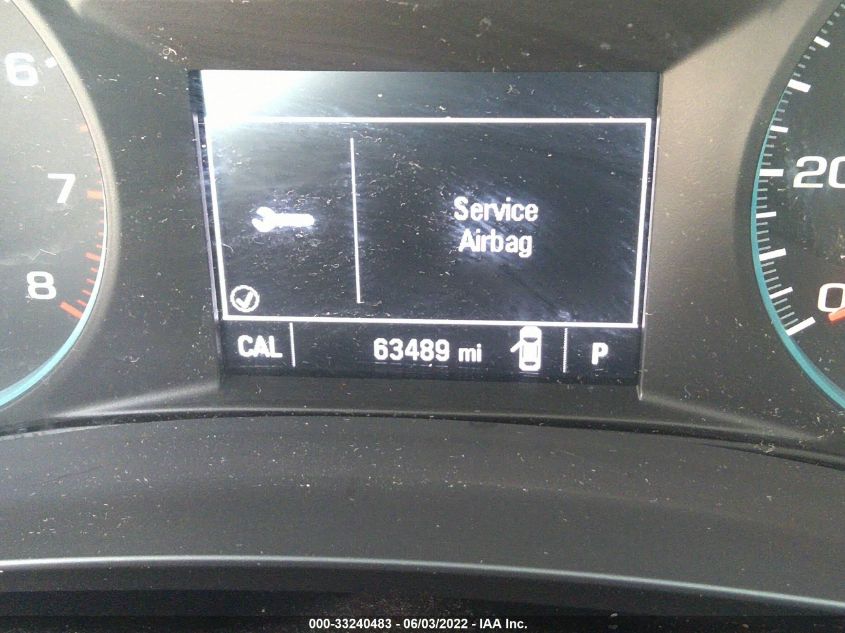 6
7
8
Service
Airbag
CAL
63489 mi
P
20
0
000-33240483 - 06/03/2022 - IAA Inc.